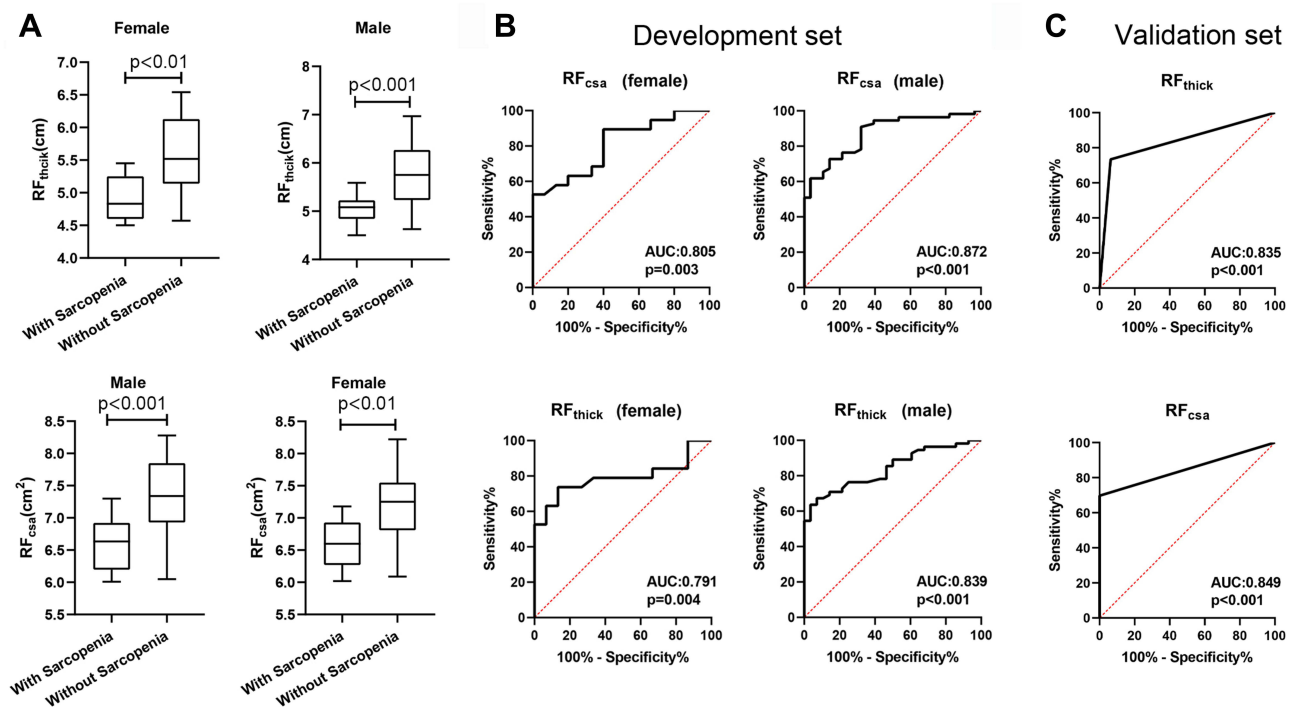 A
Female
p<0.01
RFthcik(cm)
7.0
6.5
6.0
5.5
5.0
4.5
4.0
With Sarcopenia
Without Sarcopenia
Male
p<0.001
RFthcik(cm)
8
7
6
5
4
With Sarcopenia
Without Sarcopenia
Male
p<0.001
RFcsa(cm²)
8.5
8.0
7.5
7.0
6.5
6.0
5.5
With Sarcopenia
Without Sarcopenia
Female
p<0.01
RFcsa(cm²)
8.5
8.0
7.5
7.0
6.5
6.0
5.5
With Sarcopenia
Without Sarcopenia
B
Development set
RFcsa (female)
Sensitivity%
100
80
60
40
20
0
AUC:0.805
p=0.003
0 20 40 60 80 100
100% - Specificity%
RFcsa (male)
Sensitivity%
100
80
60
40
20
0
AUC:0.872
p<0.001
0 20 40 60 80 100
100% - Specificity%
RFthick (female)
Sensitivity%
100
80
60
40
20
0
AUC:0.791
p=0.004
0 20 40 60 80 100
100% - Specificity%
RFthick (male)
Sensitivity%
100
80
60
40
20
0
AUC:0.839
p<0.001
0 20 40 60 80 100
100% - Specificity%
C
Validation set
RFthick
Sensitivity%
100
80
60
40
20
0
AUC:0.835
p<0.001
0 20 40 60 80 100
100% - Specificity%
RFcsa
Sensitivity%
100
80
60
40
20
0
AUC:0.849
p<0.001
0 20 40 60 80 100
100% - Specificity%